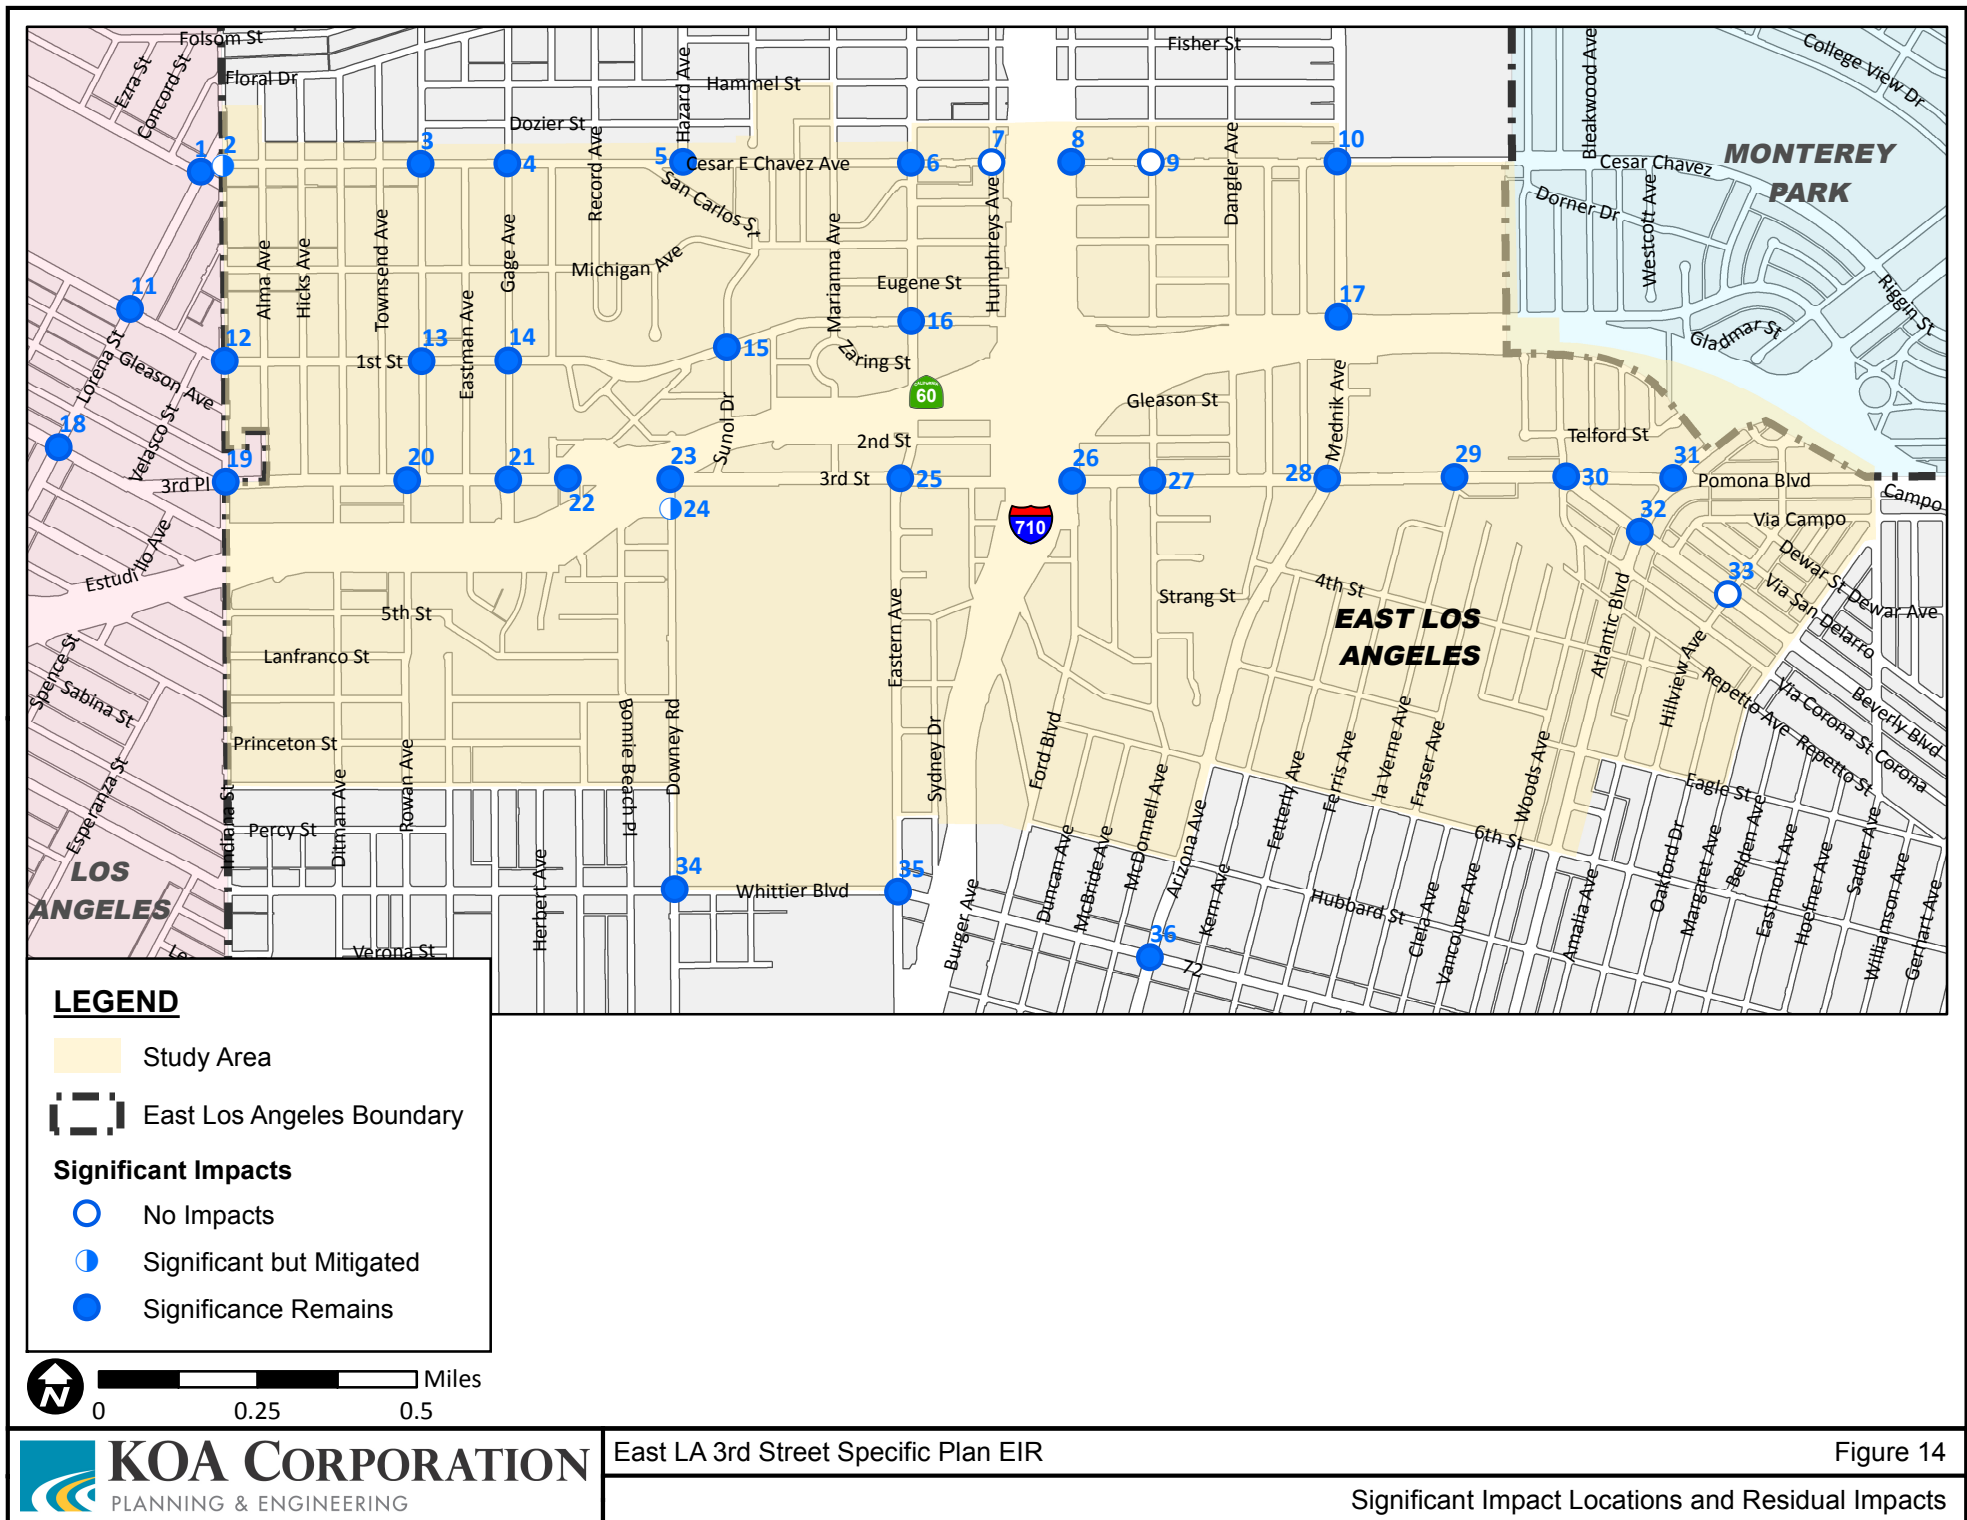 Folsom St
Ezra St
Concord St
Floral Dr
Hazard Ave
Hammel St
Fisher St
Bleakwood Ave
College View Dr
Dozier St
Record Ave
1
2
3
4
5
Cesar E Chavez Ave
6
7
8
9
10
Dangler Ave
Cesar Chavez
MONTEREY
PARK
Dorner Dr
Westcott Ave
San Carlos St
Townsend Ave
Gage Ave
Marianna Ave
Humphreys Ave
Alma Ave
Hicks Ave
Michigan Ave
Eugene St
Riggin St
Gladmar St
11
12
13
14
15
16
17
Lorena St
Gleason Ave
1st St
Eastman Ave
Zaring St
CALIFORNIA
60
Gleason St
Mednik Ave
18
Velasco St
Sunol Dr
2nd St
Telford St
19
3rd Pl
20
21
22
23
24
3rd St
25
26
27
28
29
30
31
Pomona Blvd
Campo
Via Campo
32
33
710
Estudillo Ave
Dewar St
Dewar Ave
Via San Delarro
5th St
Eastern Ave
Strang St
4th St
EAST LOS
ANGELES
Atlantic Blvd
Hillview Ave
Lanfranco St
Spence St
Sabina St
Repetto Ave
Via Corona St
Beverly Blvd
Corona
Repetto St
Princeton St
Bonnie Beach Pl
Downey Rd
Sydney Dr
Ford Blvd
la Verne Ave
Fraser Ave
Ferris Ave
Fetterly Ave
Woods Ave
Eagle St
Esperanza St
Indiana St
Percy St
Ditman Ave
Rowan Ave
McDonnell Ave
Arizona Ave
6th St
LOS
ANGELES
34
35
Whittier Blvd
Herbert Ave
Burger Ave
Duncan Ave
McBride Ave
Kern Ave
Hubbard St
Clela Ave
Vancouver Ave
Amalia Ave
Oakford Dr
Margaret Ave
Belden Ave
Eastmont Ave
Hoefner Ave
Sadler Ave
Williamson Ave
Gerhart Ave
Verona St
36
72
LEGEND
Study Area
East Los Angeles Boundary
Significant Impacts
No Impacts
Significant but Mitigated
Significance Remains
N
Miles
0 0.25 0.5
KOA CORPORATION
PLANNING & ENGINEERING
East LA 3rd Street Specific Plan EIR
Figure 14
Significant Impact Locations and Residual Impacts